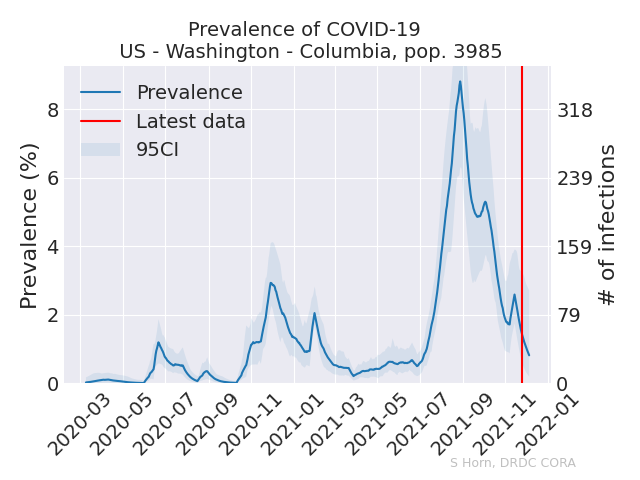 Prevalence of COVID-19
US - Washington - Columbia, pop. 3985
Prevalence
Latest data
95CI
Prevalence (%)
8
6
4
2
0
318
239
159
79
0
# of infections
2020-03
2020-05
2020-07
2020-09
2020-11
2021-01
2021-03
2021-05
2021-07
2021-09
2021-11
2022-01
S Horn, DRDC CORA